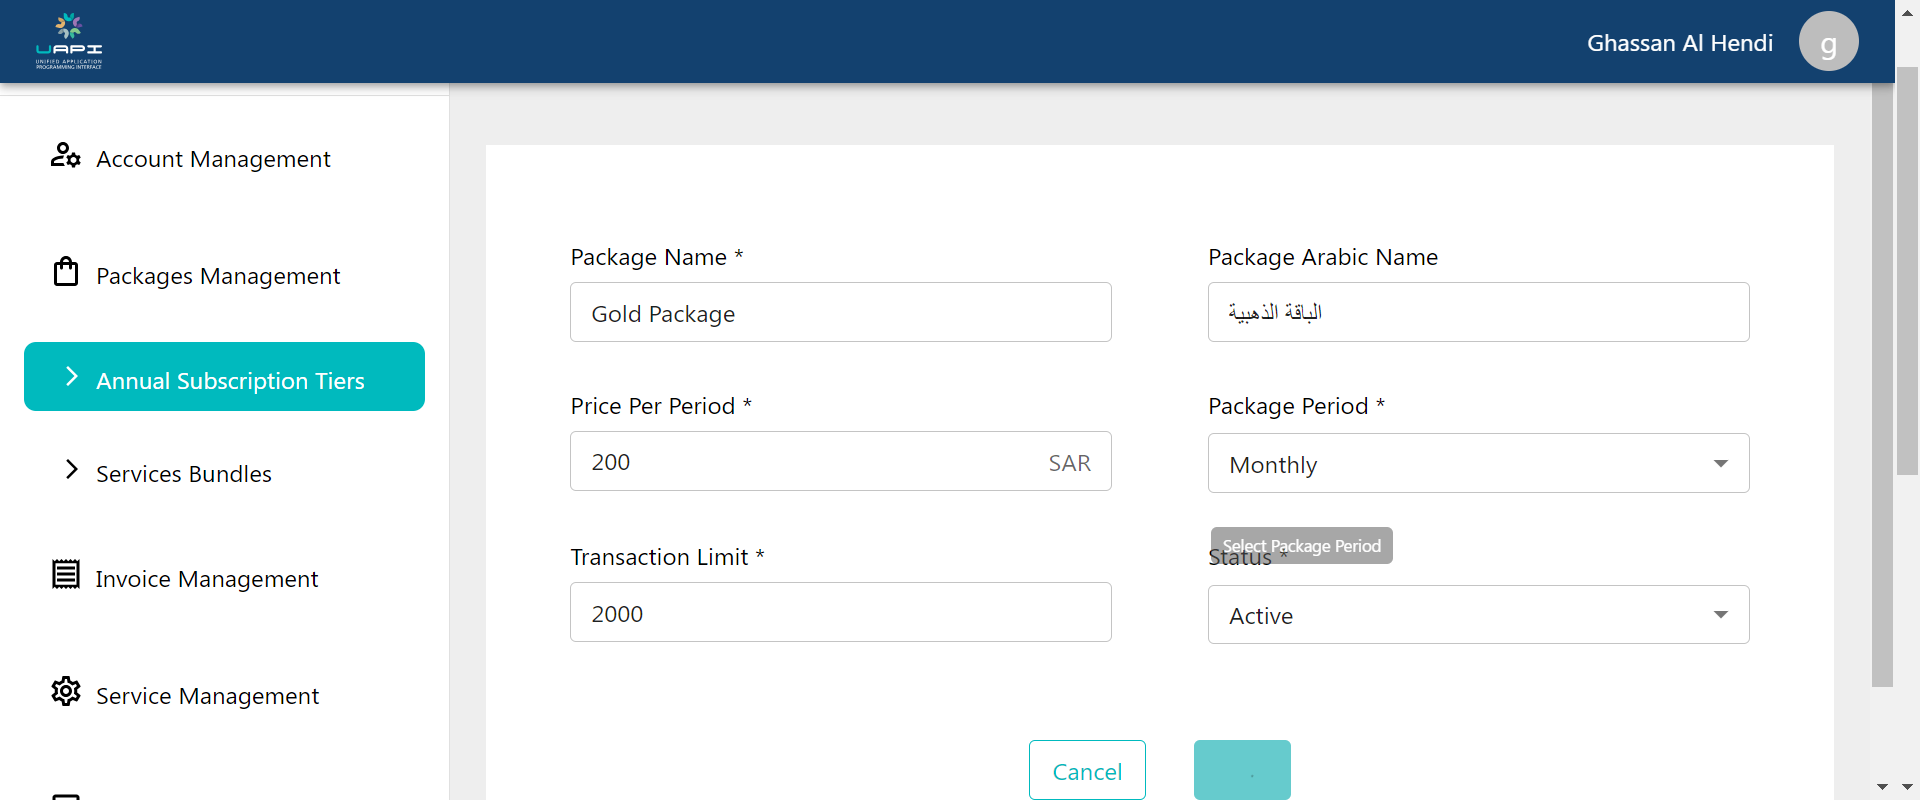 UAPI
UNIFIED APPLICATION
PROGRAMMING INTERFACE
Ghassan Al Hendi
g
Account Management
Packages Management
Annual Subscription Tiers
Services Bundles
Invoice Management
Service Management
Package Name *
Gold Package
Package Arabic Name
الباقة الذهبية
Price Per Period *
200
SAR
Package Period *
Monthly
Select Package Period
Transaction Limit *
2000
Status *
Active
Cancel